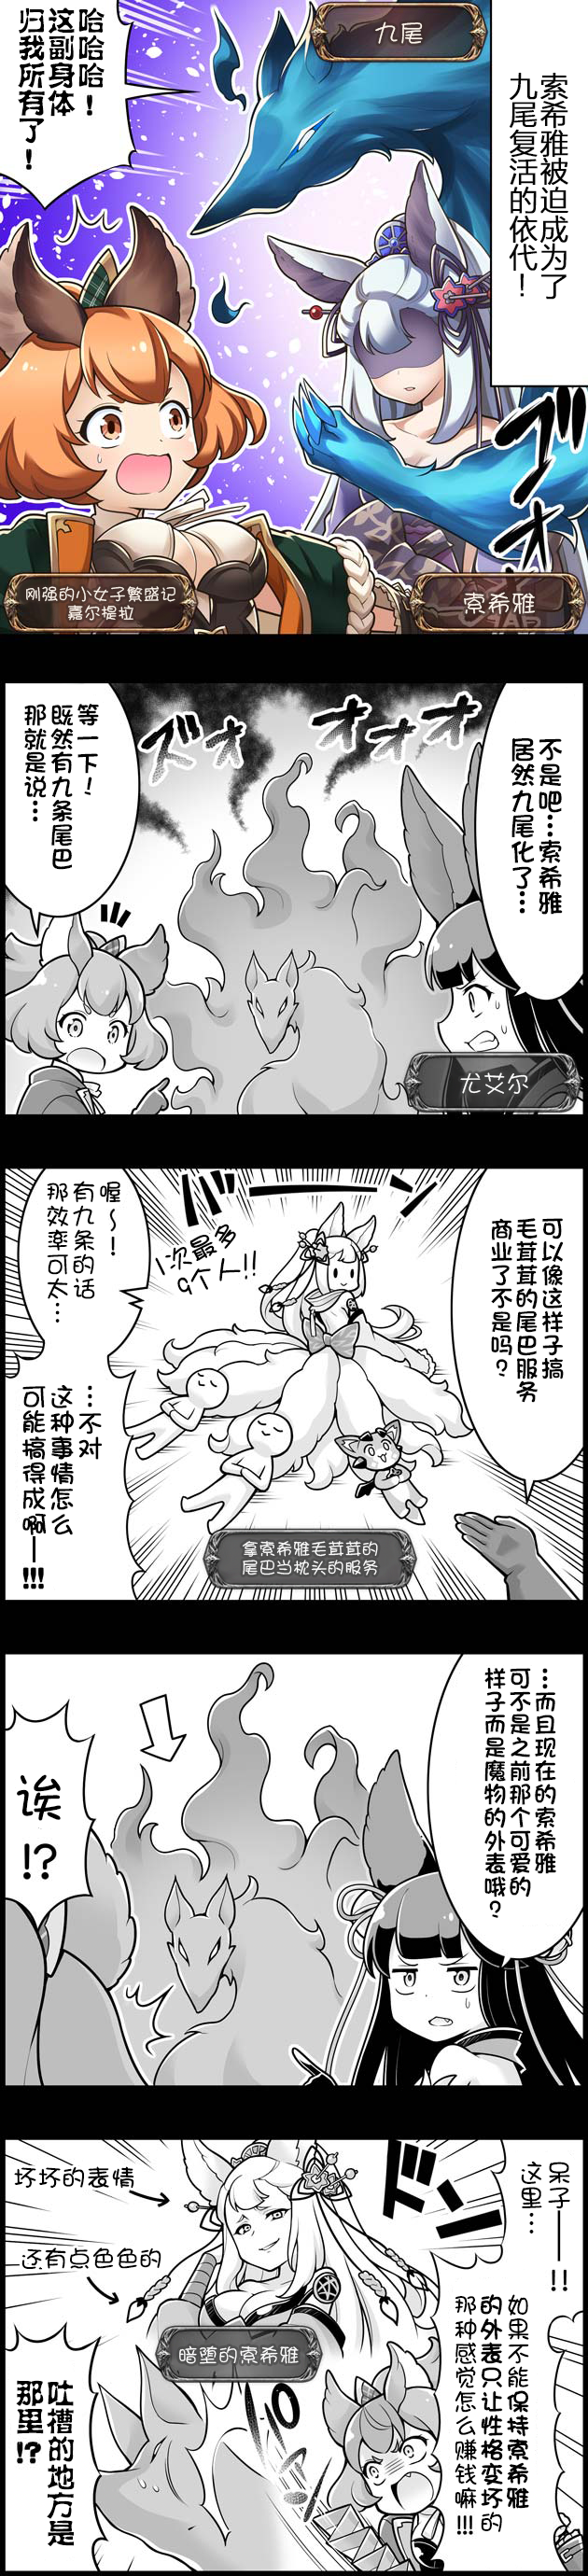 索希雅被迫成为了
九尾复活的依代！
九尾
哈哈哈！
这副身体
归我所有了！
ゴゴ
刚强的小女子繁盛记
嘉尔提拉
索希雅
不是吧…索希雅
居然九尾化了…
ズオオオオ
等一下！
既然有九条尾巴
那就是说…
尤艾尔
可以像这样子搞
毛茸茸的尾巴服务
商业了不是吗？
バーン
1次最多
9个人!!
喔～！
有九条的话
那效率可太…
…不对
这种事情怎么
可能搞得成啊——!!!
拿索希雅毛茸茸的
尾巴当枕头的服务
…而且现在的索希雅
可不是之前那个可爱的
样子而是魔物的外表哦？
诶!?
呆子——!!
这里…
ドン
坏坏的表情
还有点色色的
暗堕的索希雅
如果不能保持索希雅
的外表只让性格变坏的
那种感觉怎么赚钱嘛!!!
吐槽的地方是
那里!?